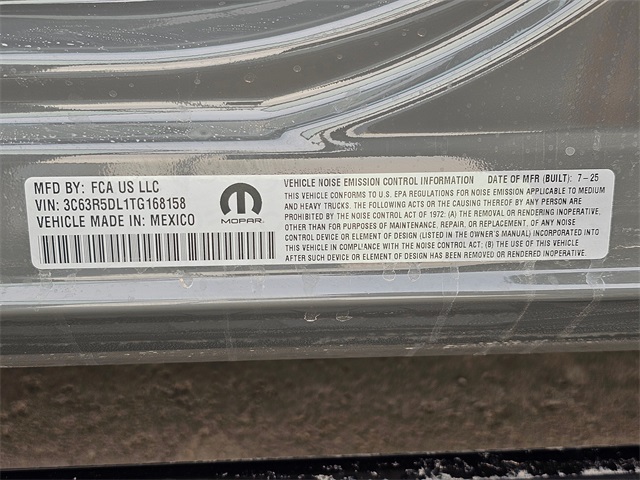 MFD BY: FCA US LLC
VIN: 3C63R5DL1TG168158
VEHICLE MADE IN: MEXICO
MOPAR
VEHICLE NOISE EMISSION CONTROL INFORMATION DATE OF MFR (BUILT): 7-25
THIS VEHICLE CONFORMS TO U.S. EPA REGULATIONS FOR NOISE EMISSION APPLICABLE TO MEDIUM
AND HEAVY TRUCKS. THE FOLLOWING ACTS OR THE CAUSING THEREOF BY ANY PERSON
ARE PROHIBITED BY THE NOISE CONTROL ACT OF 1972: (A) THE REMOVAL OR RENDERING INOPERATIVE,
OTHER THAN FOR PURPOSES OF MAINTENANCE, REPAIR, OR REPLACEMENT, OF ANY NOISE
CONTROL DEVICE OR ELEMENT OF DESIGN (LISTED IN THE OWNER'S MANUAL) INCORPORATED INTO
THIS VEHICLE IN COMPLIANCE WITH THE NOISE CONTROL ACT; (B) THE USE OF THIS VEHICLE
AFTER SUCH DEVICE OR ELEMENT OF DESIGN HAS BEEN REMOVED OR RENDERED INOPERATIVE.